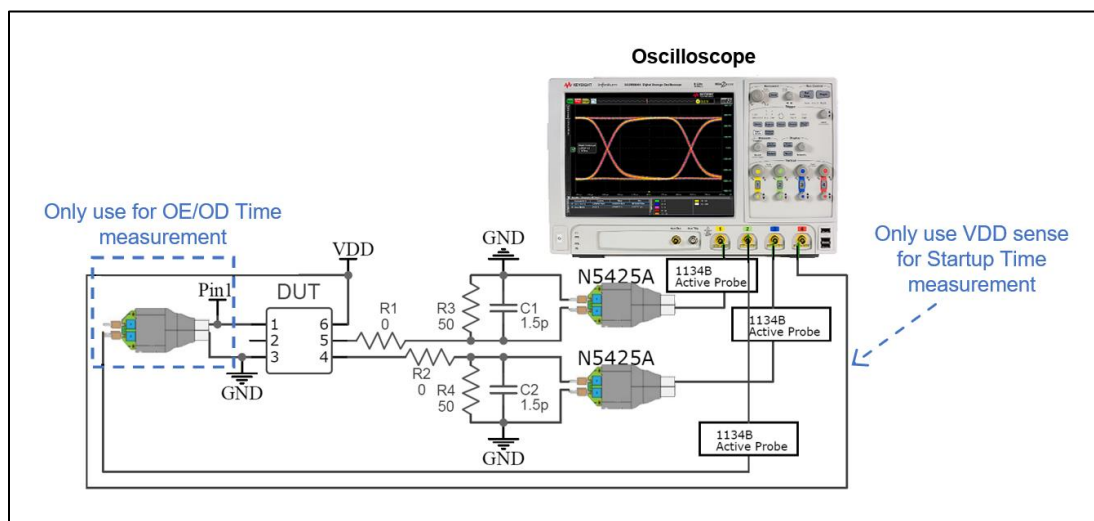 Oscilloscope
KEYSIGHT
Only use for OE/OD Time
measurement
VDD
GND
N5425A
1134B
Active Probe
Only use VDD sense
for Startup Time
measurement
Pin1
DUT
R1
0
R3
50
C1
1.5p
1134B
Active Probe
1
2
3
6
5
4
N5425A
GND
R2
0
R4
50
C2
1.5p
GND
1134B
Active Probe